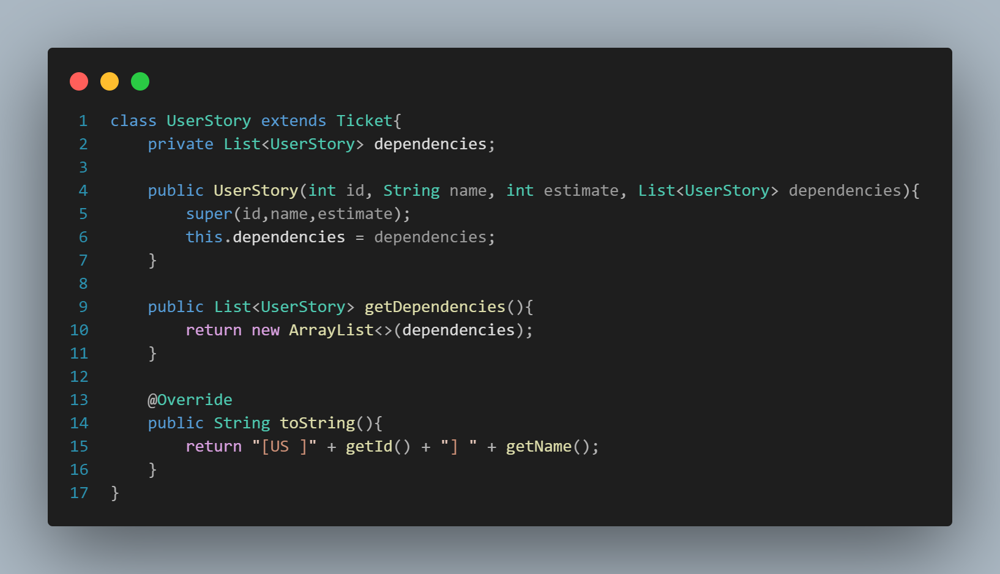 1 class UserStory extends Ticket{
2     private List<UserStory> dependencies;
3
4     public UserStory(int id, String name, int estimate, List<UserStory> dependencies){
5         super(id,name,estimate);
6         this.dependencies = dependencies;
7     }
8
9     public List<UserStory> getDependencies(){
10         return new ArrayList<>(dependencies);
11     }
12
13     @Override
14     public String toString(){
15         return "[US ]" + getId() + "] " + getName();
16     }
17 }